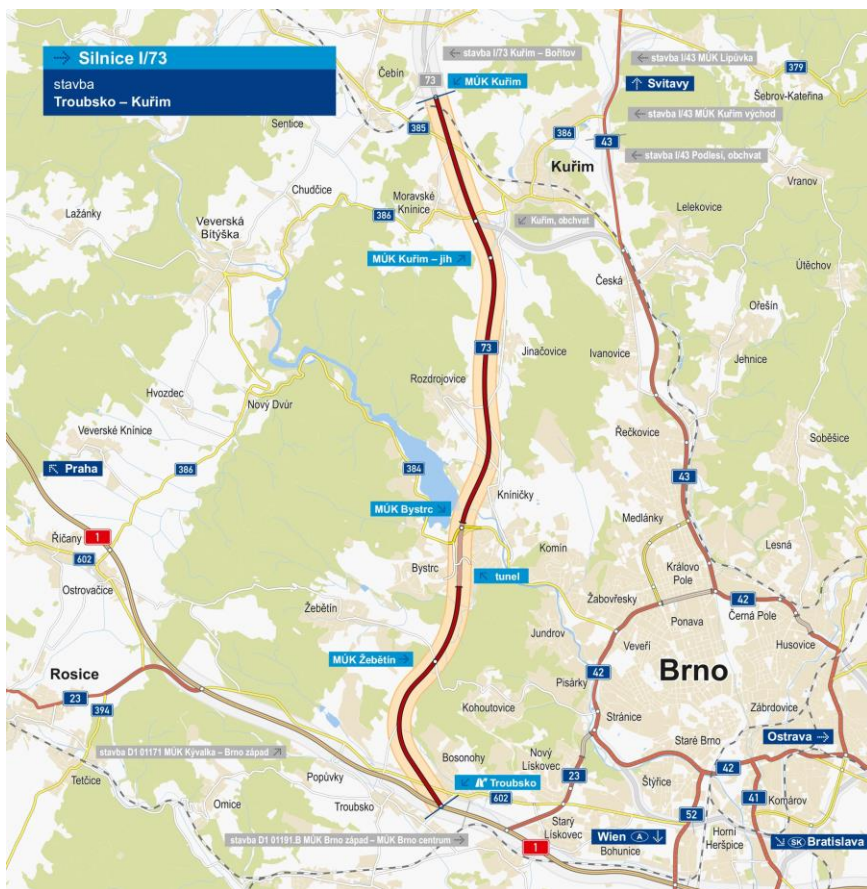 → Silnice I/73
stavba
Troubsko – Kuřim
← stavba I/73 Kuřim – Bořitov
← stavba I/43 MÚK Lipůvka
73
↙ MÚK Kuřim
Čebín
379
↑ Svitavy
Šebrov-Kateřina
← stavba I/43 MÚK Kuřim východ
Sentice
385
386
43
← stavba I/43 Podlesí, obchvat
Kuřim
Chudčice
Vranov
Moravské
Knínice
Lelekovice
Lažánky
386
Veverská
Bítýška
↙ Kuřim, obchvat
MÚK Kuřim – jih ↗
Česká
Útěchov
Ořešín
73
Jinačovice
Ivanovice
Jehnice
Rozdrojovice
Hvozdec
Nový Dvůr
Veverské Knínice
Řečkovice
Soběšice
↖ Praha
386
384
43
Kníničky
MÚK Bystrc ↘
Medlánky
Říčany
1
Lesná
602
Komín
Bystrc
Královo
Pole
↖ tunel
Ostrovačice
Žebětín
Žabovřesky
42
Ponava
Černá Pole
Jundrov
Veveří
Husovice
MÚK Žebětín →
Brno
Rosice
42
Pisárky
23
Kohoutovice
394
Stránice
Zábrdovice
Ostrava →
stavba D1 01171 MÚK Kývalka – Brno západ ↗
Bosonohy
Nový
Lískovec
Staré Brno
42
Tetčice
Popůvky
↙ Troubsko
23
Štýřice
Omice
Troubsko
602
41
Komárov
Starý
Lískovec
52
stavba D1 01191.B MÚK Brno západ – MÚK Brno centrum →
1
Wien A ↓
Bohunice
Horní
Heršpice
↘ SK Bratislava